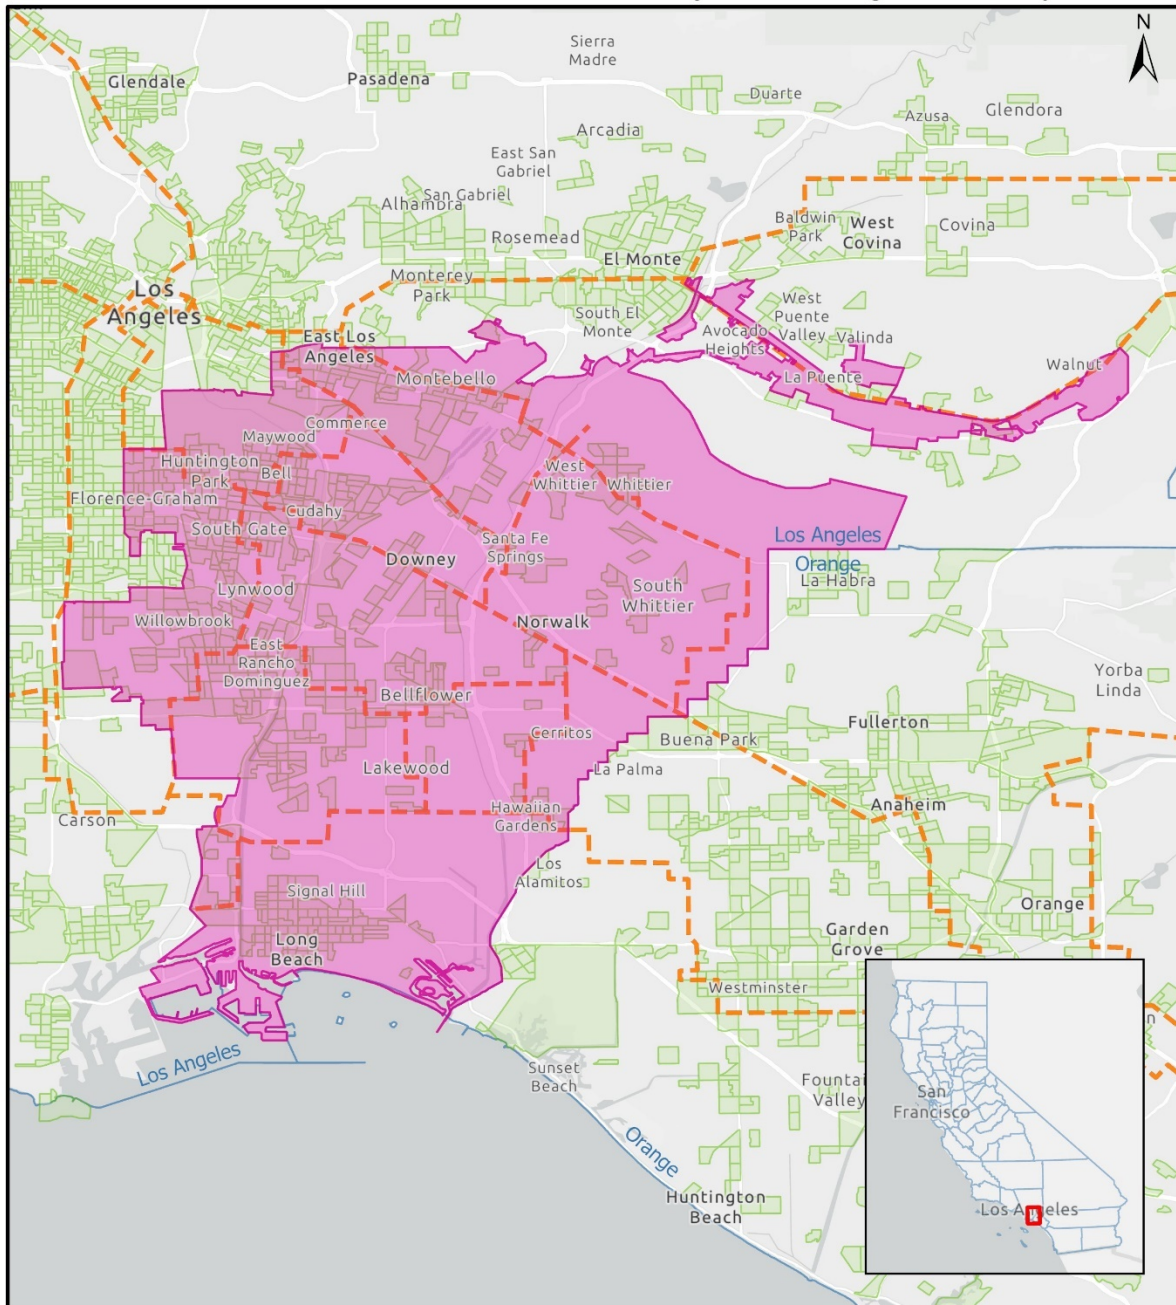 N
Sierra
Madre
Glendale
Pasadena
Duarte
Glendora
Azusa
Arcadia
East San
Gabriel
San Gabriel
Alhambra
Baldwin
Park
West
Covina
Covina
Rosemead
El Monte
Monterey
Park
Los
Angeles
South El
Monte
West
Puente
Valley
Avocado
Heights
Valinda
East Los
Angeles
Walnut
Montebello
La Puente
Commerce
Maywood
Huntington
Park
Bell
West
Whittier
Whittier
Florence-Graham
Cudahy
South Gate
Santa Fe
Springs
Los Angeles
Orange
Downey
La Habra
Lynwood
South
Whittier
Willowbrook
Norwalk
East
Rancho
Dominguez
Yorba
Linda
Bellflower
Fullerton
Cerritos
Buena Park
Lakewood
La Palma
Hawaiian
Gardens
Anaheim
Carson
Los
Alamitos
Signal Hill
Orange
Garden
Grove
Long
Beach
Westminster
Los Angeles
Sunset
Beach
Fountai
Valley
San
Francisco
Orange
Huntington
Beach
Los Angeles